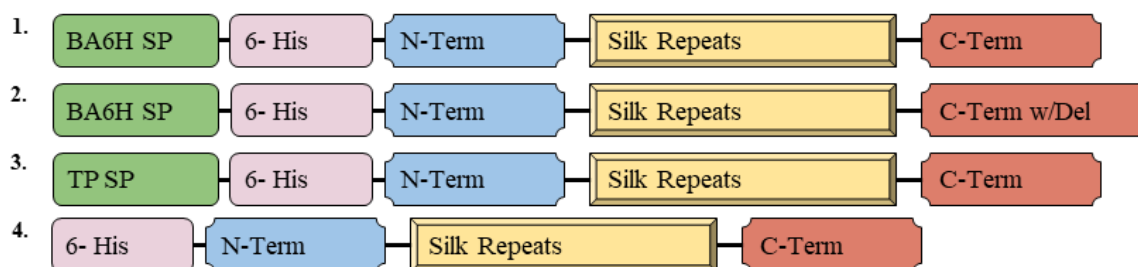 1. BA6H SP 6- His N-Term Silk Repeats C-Term
2. BA6H SP 6- His N-Term Silk Repeats C-Term w/Del
3. TP SP 6- His N-Term Silk Repeats C-Term
4. 6- His N-Term Silk Repeats C-Term